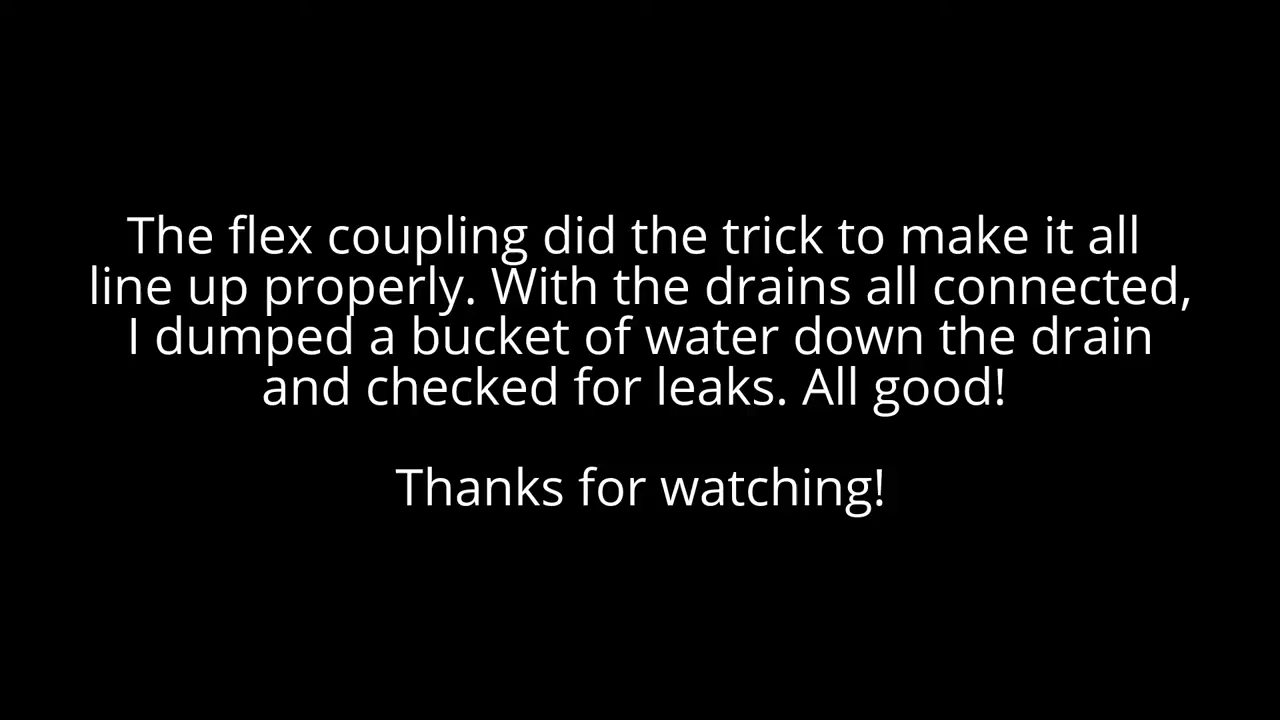 The flex coupling did the trick to make it all
line up properly. With the drains all connected,
I dumped a bucket of water down the drain
and checked for leaks. All good!
Thanks for watching!